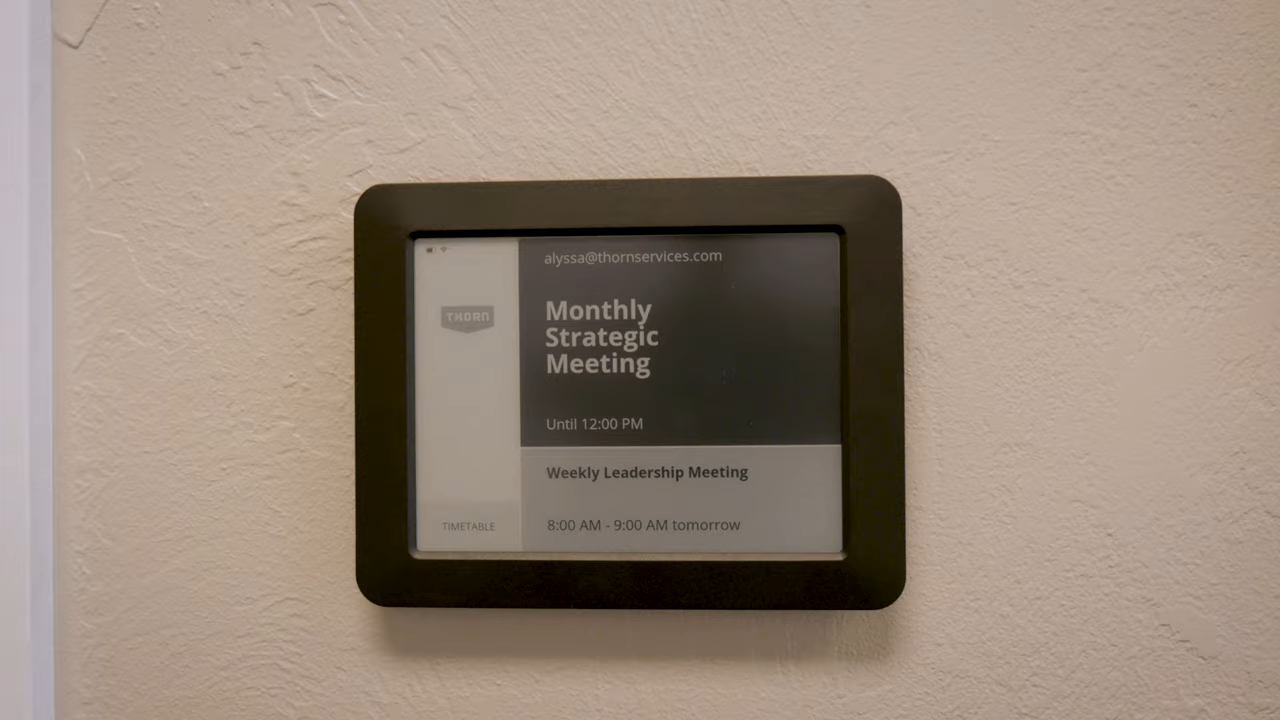 alyssa@thornservices.com
THORN
Monthly
Strategic
Meeting
Until 12:00 PM
Weekly Leadership Meeting
TIMETABLE
8:00 AM - 9:00 AM tomorrow